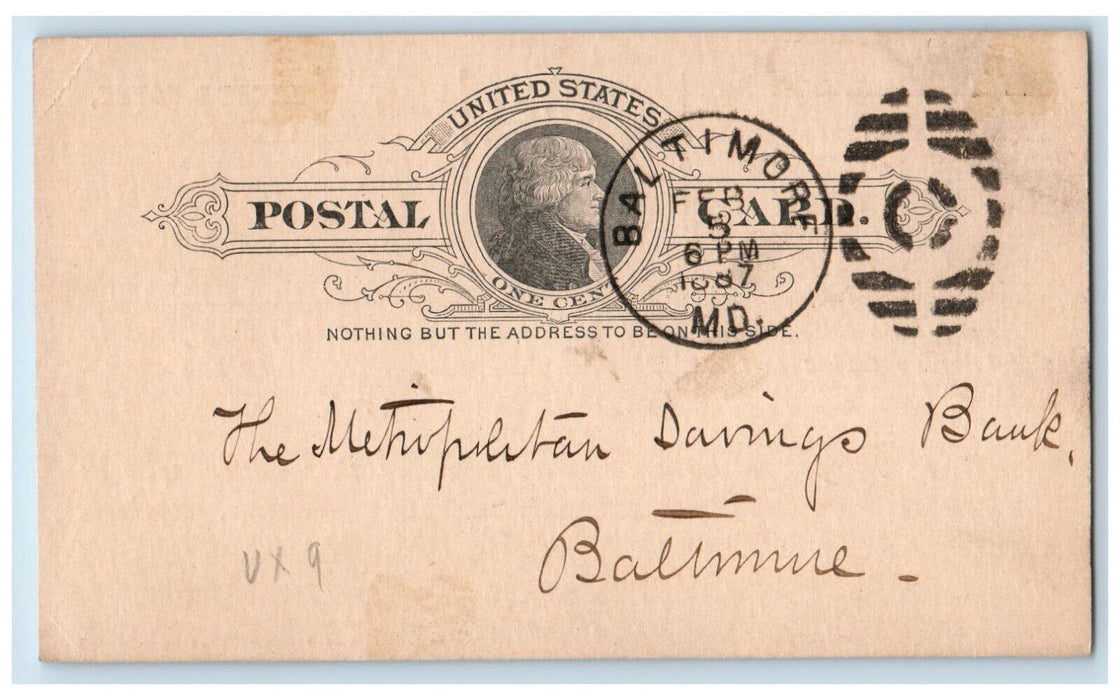 UNITED STATES
POSTAL CARD.
ONE CENT
BALTIMORE
FEB
5
6 PM
1887
MD.
C
NOTHING BUT THE ADDRESS TO BE ON THIS SIDE.
The Metropolitan Savings Bank,
Baltimore -
VX9